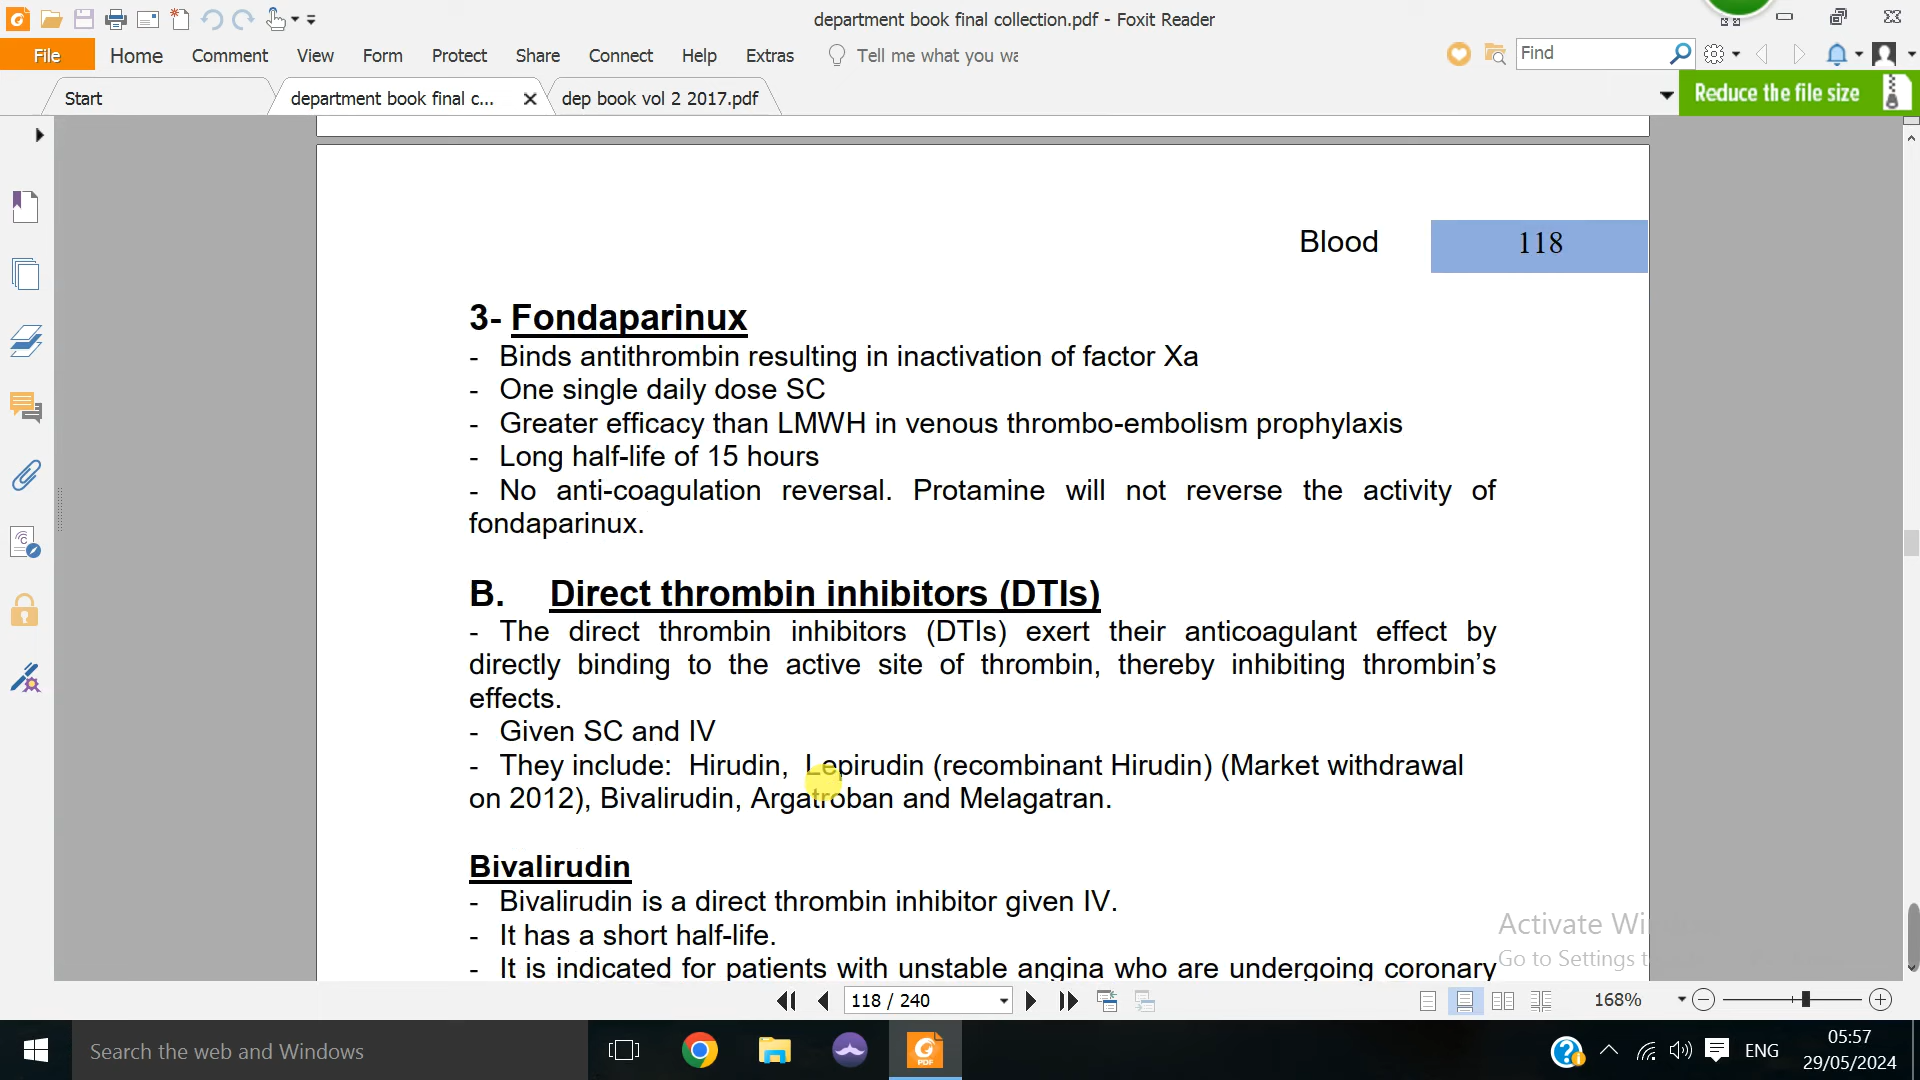 department book final collection.pdf - Foxit Reader
File Home Comment View Form Protect Share Connect Help Extras Tell me what you wa Find
Start department book final c... dep book vol 2 2017.pdf Reduce the file size
Blood 118
3- Fondaparinux
- Binds antithrombin resulting in inactivation of factor Xa
- One single daily dose SC
- Greater efficacy than LMWH in venous thrombo-embolism prophylaxis
- Long half-life of 15 hours
- No anti-coagulation reversal. Protamine will not reverse the activity of
fondaparinux.
B. Direct thrombin inhibitors (DTIs)
- The direct thrombin inhibitors (DTIs) exert their anticoagulant effect by
directly binding to the active site of thrombin, thereby inhibiting thrombin's
effects.
- Given SC and IV
- They include: Hirudin, Lepirudin (recombinant Hirudin) (Market withdrawal
on 2012), Bivalirudin, Argatroban and Melagatran.
Bivalirudin
- Bivalirudin is a direct thrombin inhibitor given IV.
- It has a short half-life.
- It is indicated for patients with unstable angina who are undergoing coronary
Activate Wi
Go to Settings t
118 / 240 168%
Search the web and Windows ENG 05:57
29/05/2024